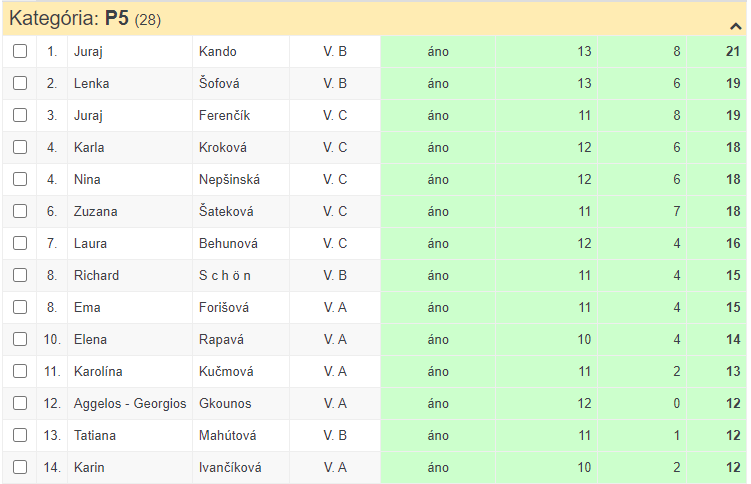 Kategória: P5 (28)
1. Juraj Kando V. B áno 13 8 21
2. Lenka Šofová V. B áno 13 6 19
3. Juraj Ferenčík V. C áno 11 8 19
4. Karla Kroková V. C áno 12 6 18
4. Nina Nepšinská V. C áno 12 6 18
6. Zuzana Šateková V. C áno 11 7 18
7. Laura Behunová V. C áno 12 4 16
8. Richard S c h ö n V. B áno 11 4 15
8. Ema Forišová V. A áno 11 4 15
10. Elena Rapavá V. A áno 10 4 14
11. Karolína Kučmová V. A áno 11 2 13
12. Aggelos - Georgios Gkounos V. A áno 12 0 12
13. Tatiana Mahútová V. B áno 11 1 12
14. Karin Ivančíková V. A áno 10 2 12